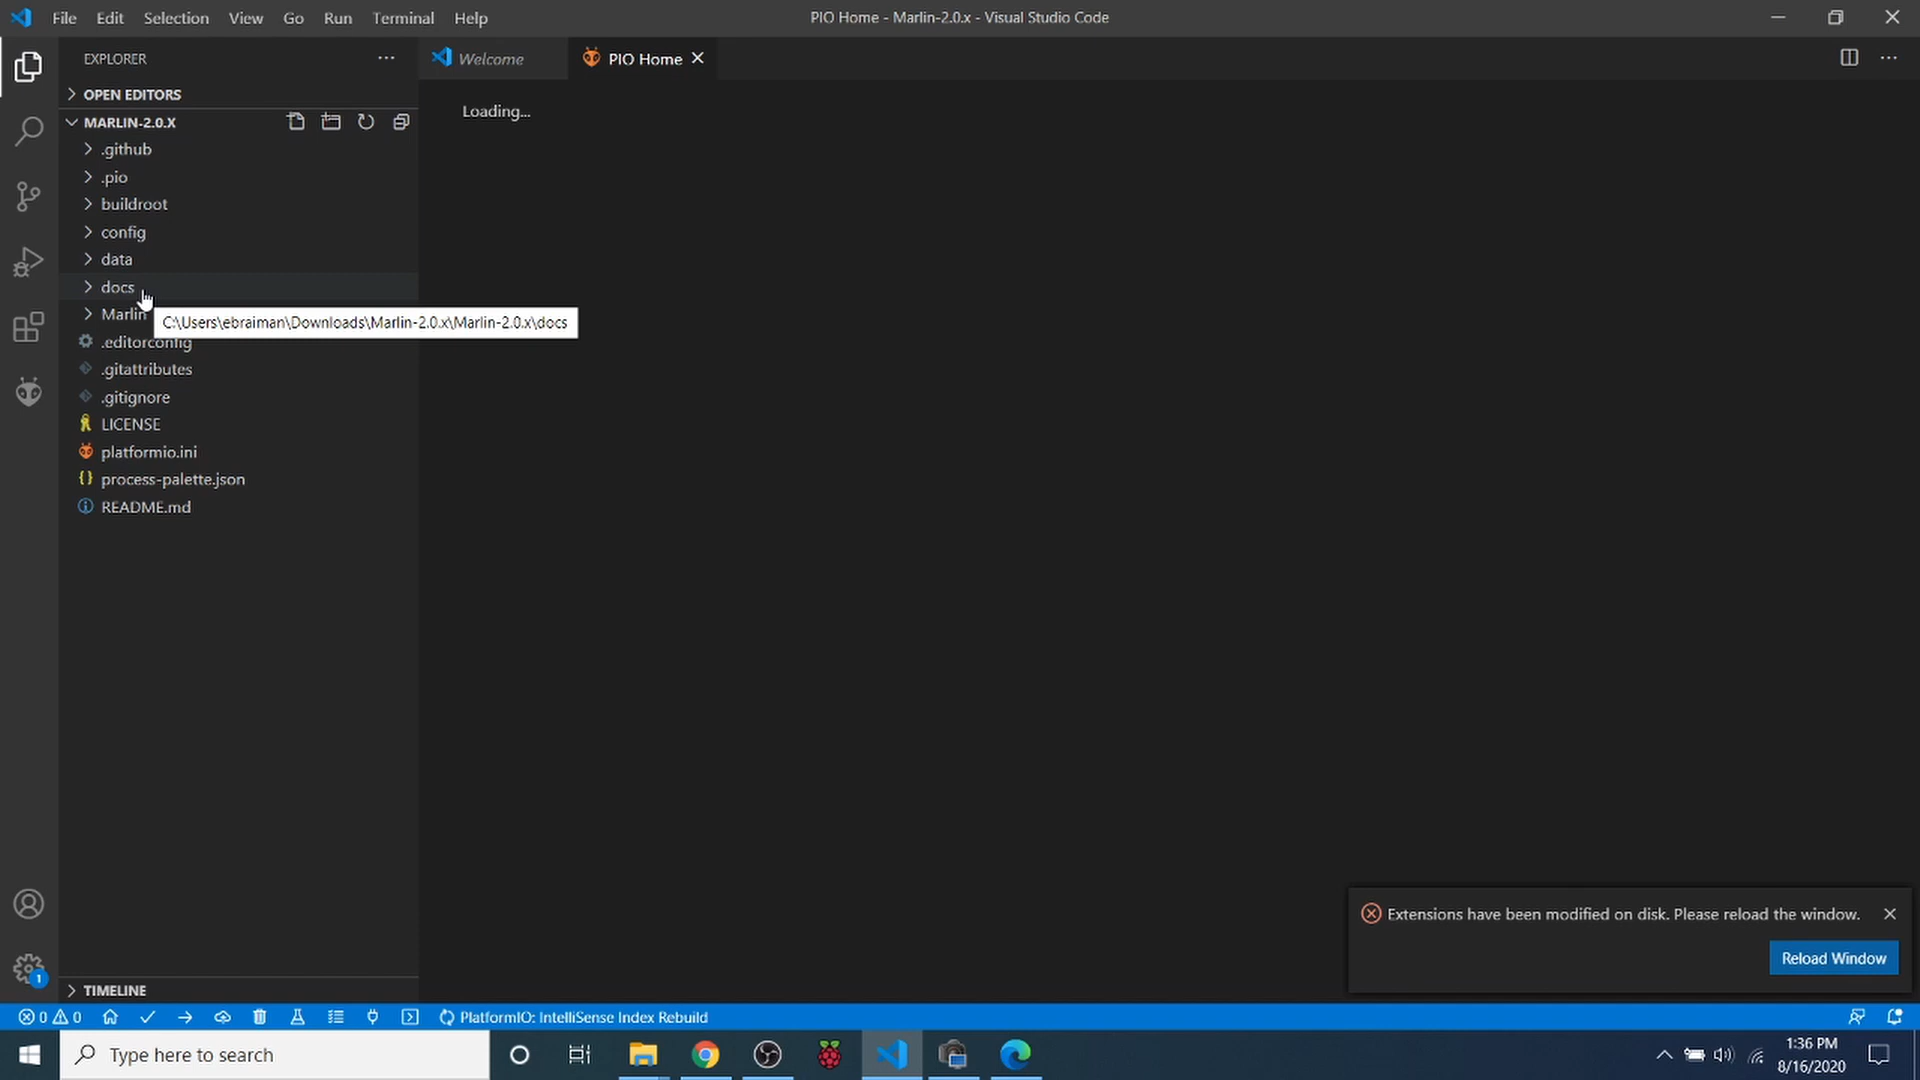 File Edit Selection View Go Run Terminal Help
PIO Home - Marlin-2.0.x - Visual Studio Code
EXPLORER
Welcome
PIO Home
OPEN EDITORS
Loading...
MARLIN-2.0.X
.github
.pio
buildroot
config
data
docs
Marlin
C:\Users\ebraiman\Downloads\Marlin-2.0.x\Marlin-2.0.x\docs
.editorconfig
.gitattributes
.gitignore
LICENSE
platformio.ini
process-palette.json
README.md
Extensions have been modified on disk. Please reload the window.
Reload Window
1
TIMELINE
0 0
PlatformIO: IntelliSense Index Rebuild
Type here to search
1:36 PM
8/16/2020